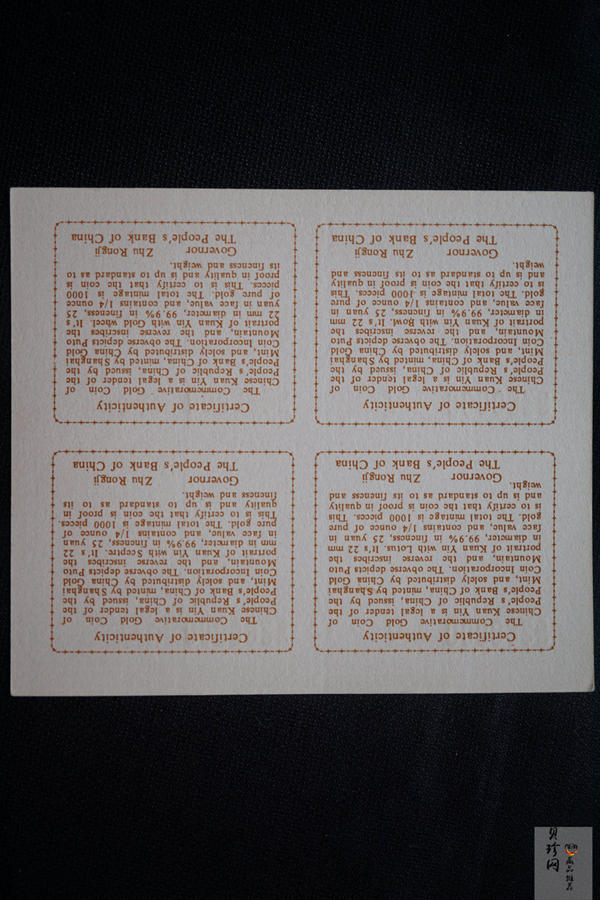 Certificate of Authenticity
The Commemorative Gold Coin of
Chinese Kuan Yin is a legal tender of the
People's Republic of China, issued by the
People's Bank of China, minted by Shanghai
Mint, and solely distributed by China Gold
Coin Incorporation. The obverse depicts Puto
Mountain, and the reverse inscribes the
portrait of Kuan Yin with Lotus. It's 22 mm
in diameter, 99.9% in fineness, 25 yuan in
face value, and contains 1/4 ounce of pure
gold. The total mintage is 1000 pieces. This
is to certify that the coin is proof in quality
and is up to standard as to its fineness and
weight.
Governor Zhu Rongji
The People's Bank of China
Certificate of Authenticity
The Commemorative Gold Coin of
Chinese Kuan Yin is a legal tender of the
People's Republic of China, issued by the
People's Bank of China, minted by Shanghai
Mint, and solely distributed by China Gold
Coin Incorporation. The obverse depicts Puto
Mountain, and the reverse inscribes the
portrait of Kuan Yin with Sceptre. It's 22
mm in diameter, 99.9% in fineness, 25 yuan
in face value, and contains 1/4 ounce of
pure gold. The total mintage is 1000 pieces.
This is to certify that the coin is proof in
quality and is up to standard as to its
fineness and weight.
Governor Zhu Rongji
The People's Bank of China
Certificate of Authenticity
The Commemorative Gold Coin of
Chinese Kuan Yin is a legal tender of the
People's Republic of China, issued by the
People's Bank of China, minted by Shanghai
Mint, and solely distributed by China Gold
Coin Incorporation. The obverse depicts Puto
Mountain, and the reverse inscribes the
portrait of Kuan Yin with Bowl. It's 22 mm
in diameter, 99.9% in fineness, 25 yuan in
face value, and contains 1/4 ounce of pure
gold. The total mintage is 1000 pieces. This
is to certify that the coin is proof in quality
and is up to standard as to its fineness and
weight.
Governor Zhu Rongji
The People's Bank of China
Certificate of Authenticity
The Commemorative Gold Coin of
Chinese Kuan Yin is a legal tender of the
People's Republic of China, issued by the
People's Bank of China, minted by Shanghai
Mint, and solely distributed by China Gold
Coin Incorporation. The obverse depicts Puto
Mountain, and the reverse inscribes the
portrait of Kuan Yin with Gold wheel. It's
22 mm in diameter, 99.9% in fineness, 25
yuan in face value, and contains 1/4 ounce
of pure gold. The total mintage is 1000
pieces. This is to certify that the coin is
proof in quality and is up to standard as to
its fineness and weight.
Governor Zhu Rongji
The People's Bank of China
贝珍网